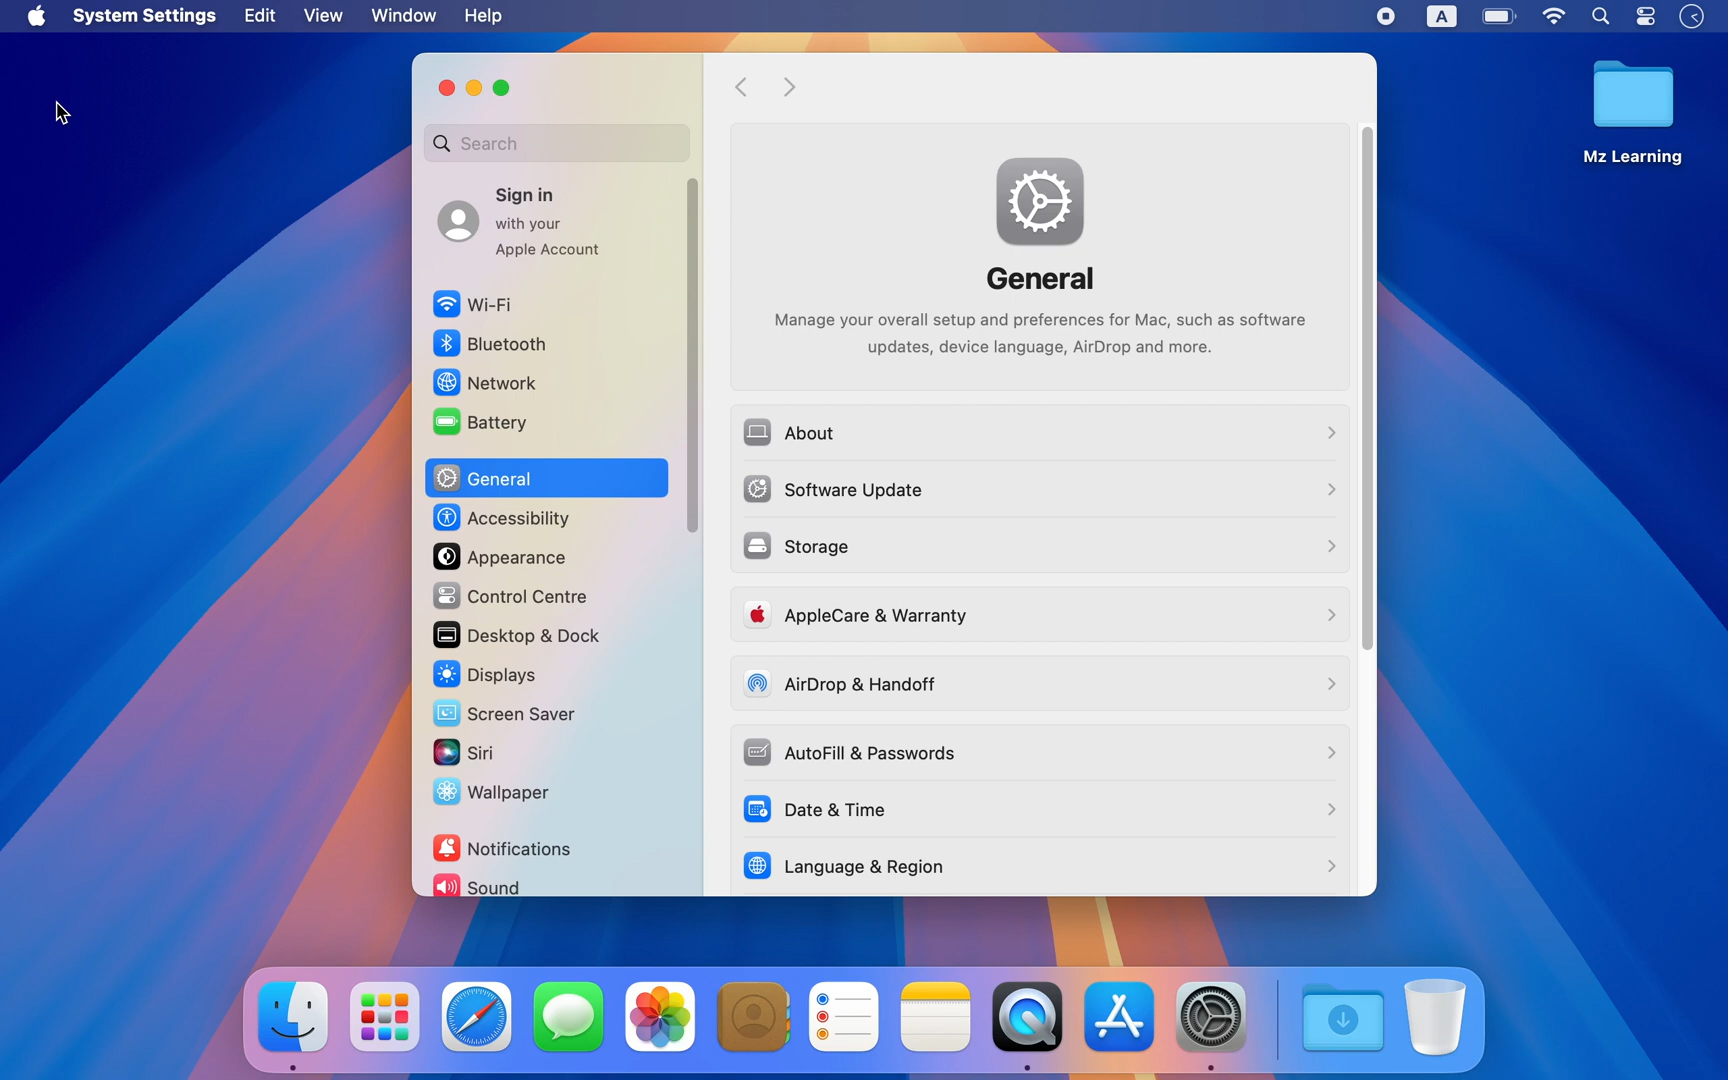 System Settings Edit View Window Help
A
Mz Learning
Search
Sign in
with your
Apple Account
Wi-Fi
Bluetooth
Network
Battery
General
Accessibility
Appearance
Control Centre
Desktop & Dock
Displays
Screen Saver
Siri
Wallpaper
Notifications
Sound
General
Manage your overall setup and preferences for Mac, such as software
updates, device language, AirDrop and more.
About
Software Update
Storage
AppleCare & Warranty
AirDrop & Handoff
AutoFill & Passwords
Date & Time
Language & Region